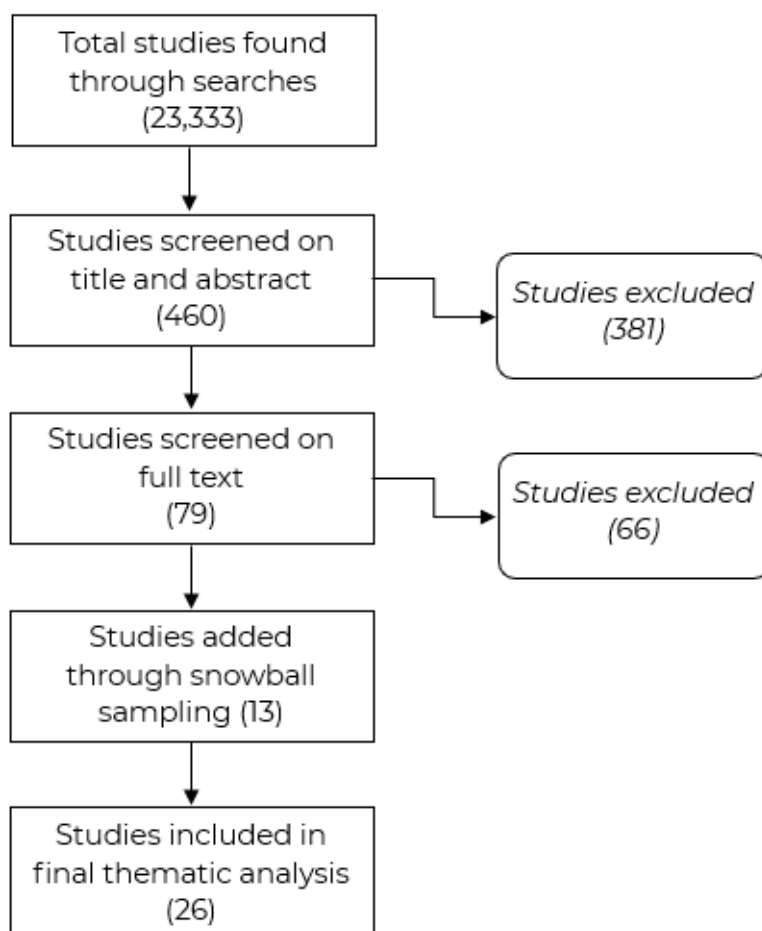 Total studies found
through searches
(23,333)
Studies screened on
title and abstract
(460)
Studies excluded
(381)
Studies screened on
full text
(79)
Studies excluded
(66)
Studies added
through snowball
sampling (13)
Studies included in
final thematic analysis
(26)